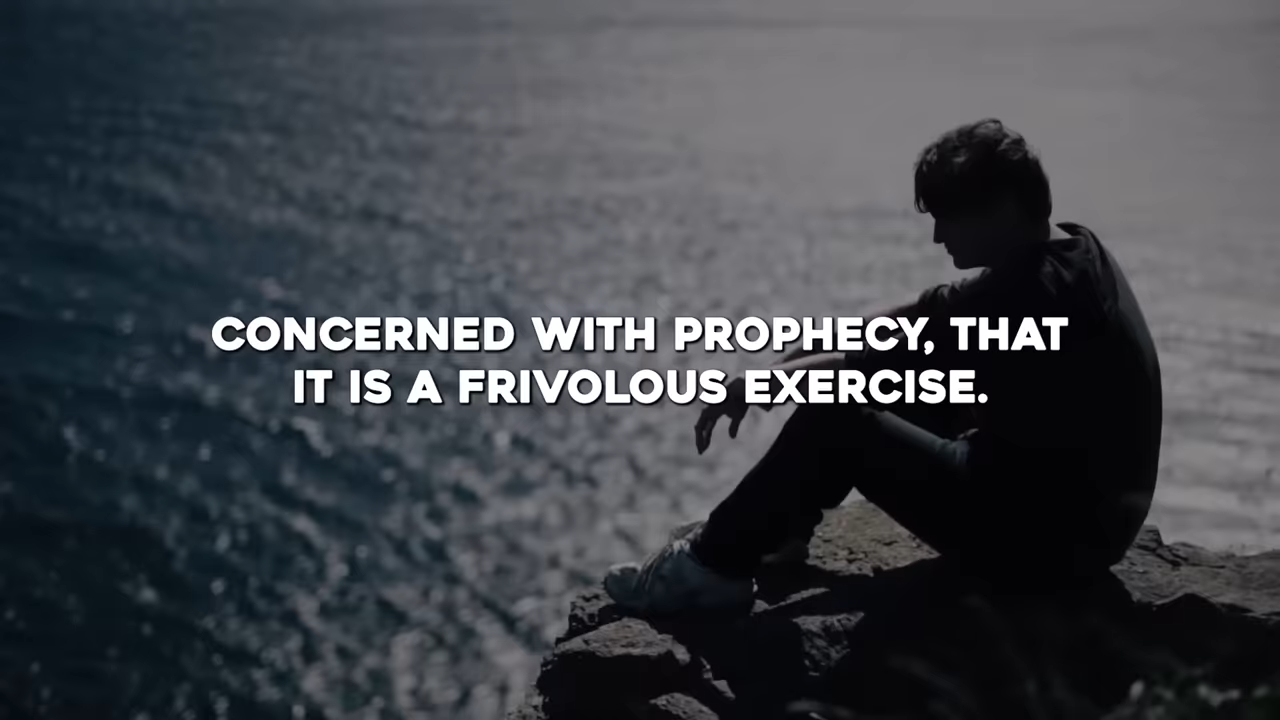 CONCERNED WITH PROPHECY, THAT
IT IS A FRIVOLOUS EXERCISE.